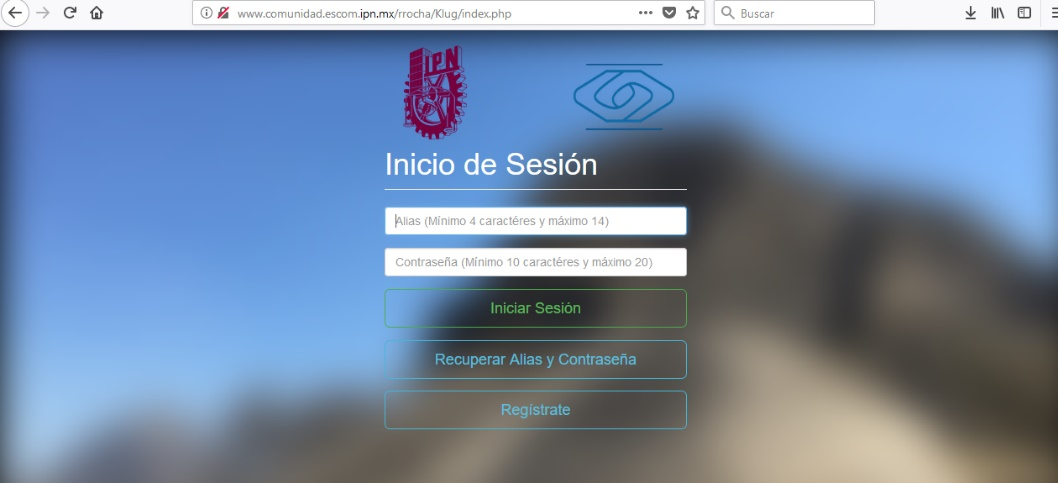 www.comunidad.escom.ipn.mx/rrocha/Klug/index.php
Buscar
IPN
Inicio de Sesión
Alias (Mínimo 4 caractéres y máximo 14)
Contraseña (Mínimo 10 caractéres y máximo 20)
Iniciar Sesión
Recuperar Alias y Contraseña
Regístrate